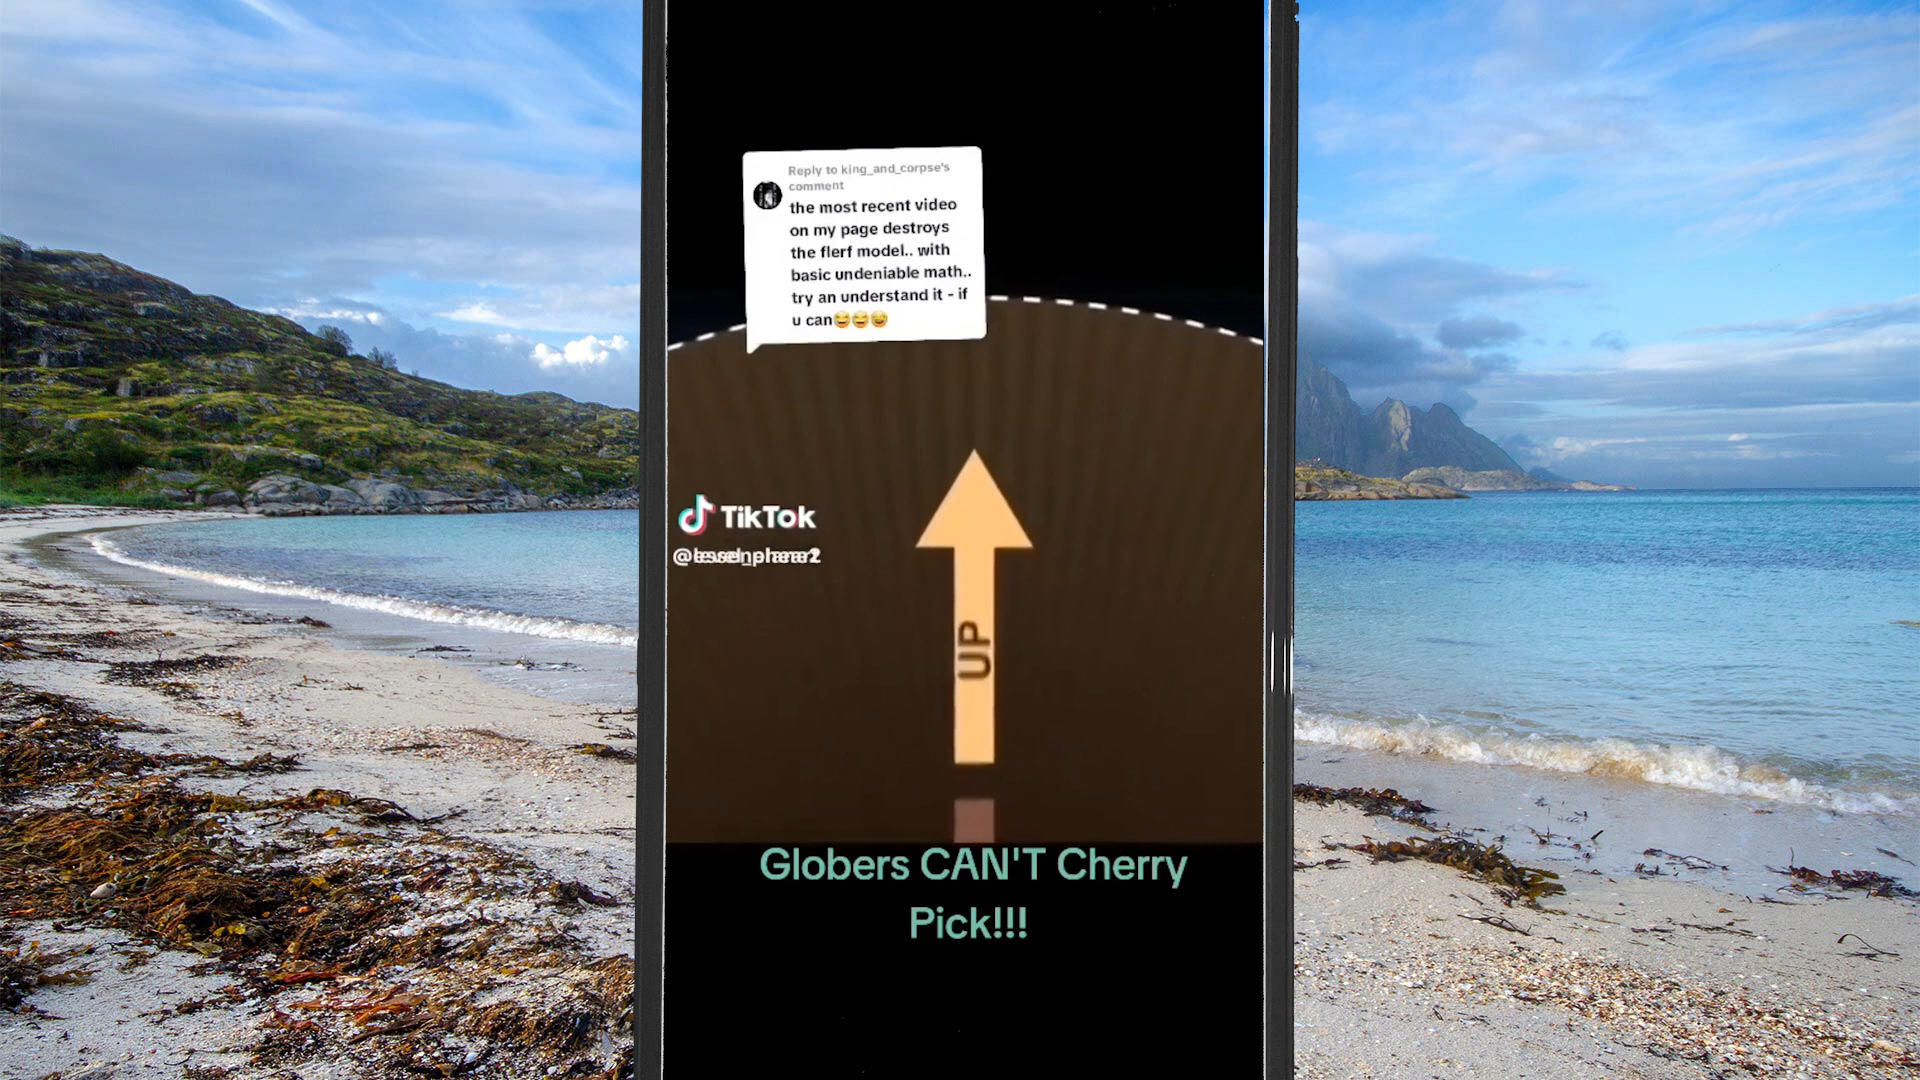 Reply to king_and_corpse's
comment
the most recent video
on my page destroys
the flerf model.. with
basic undeniable math..
try an understand it - if
u can😂😂😂
TikTok
UP
Globers CAN'T Cherry
Pick!!!